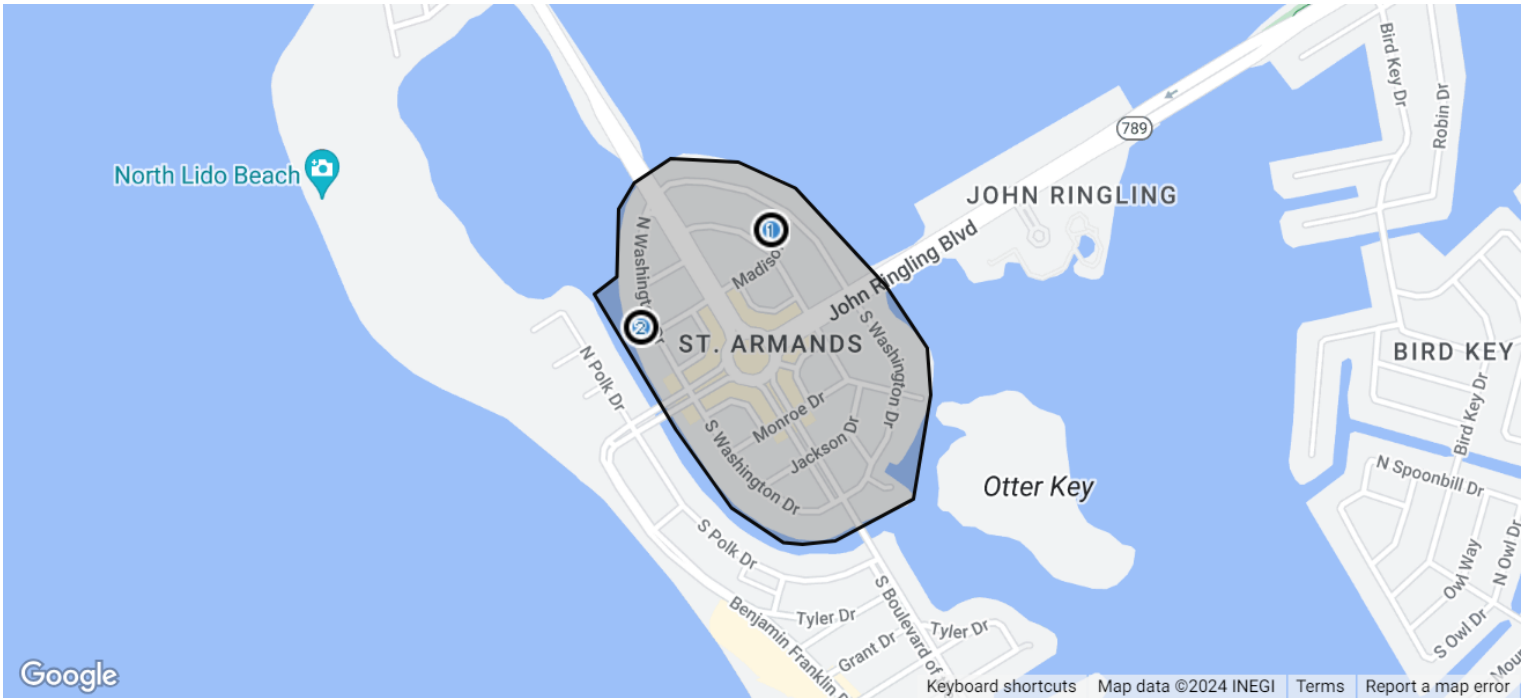 Bird Key Dr
Robin Dr
789
North Lido Beach
JOHN RINGLING
N Washington Dr
1
Madison
John Ringling Blvd
2
ST. ARMANDS
S Washington Dr
BIRD KEY
N Polk Dr
Monroe Dr
Jackson Dr
S Washington Dr
Bird Key Dr
N Spoonbill Dr
Otter Key
S Polk Dr
Owl Way
N Owl Dr
S Boulevard of
Benjamin Franklin
Tyler Dr
Tyler Dr
Grant Dr
S Owl Dr
Google
Keyboard shortcuts
Map data ©2024 INEGI
Terms
Report a map error